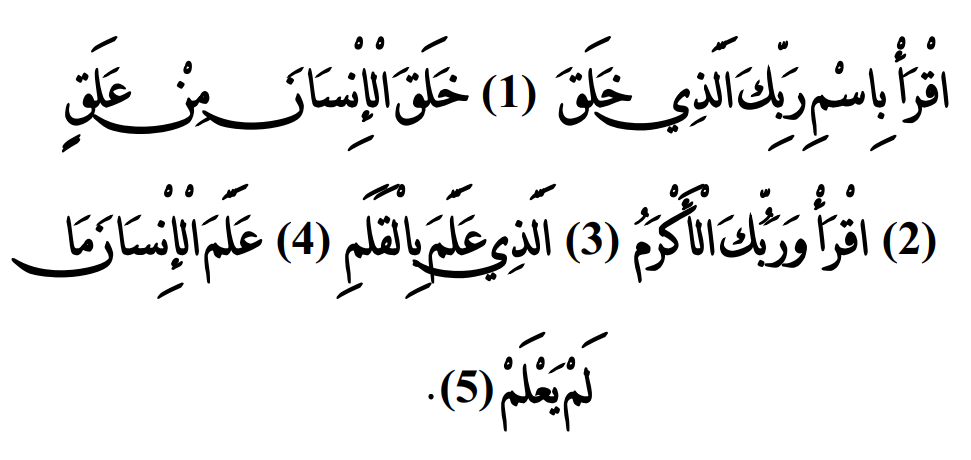 اقْرَأْ بِاسْمِ رَبِّكَ الَّذِي خَلَقَ (1) خَلَقَ الْإِنْسَانَ مِنْ عَلَقٍ
(2) اقْرَأْ وَرَبُّكَ الْأَكْرَمُ (3) الَّذِي عَلَّمَ بِالْقَلَمِ (4) عَلَّمَ الْإِنْسَانَ مَا
لَمْ يَعْلَمْ (5).